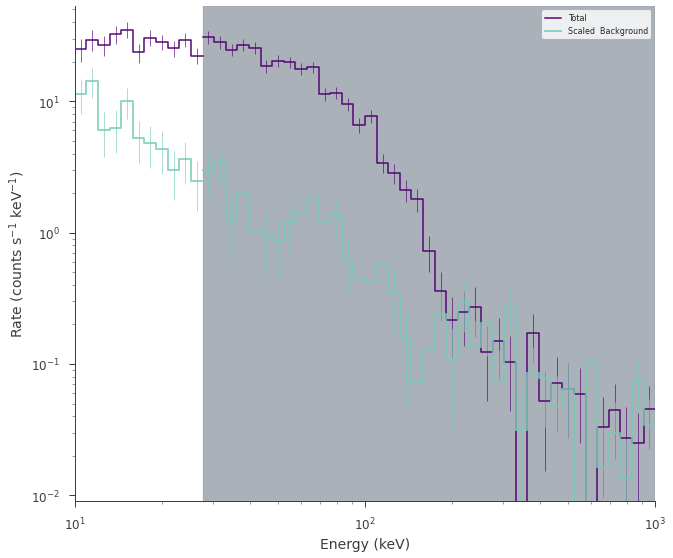 Total
Scaled Background
10¹
10⁰
10⁻¹
10⁻²
Rate (counts s⁻¹ keV⁻¹)
10¹
10²
10³
Energy (keV)